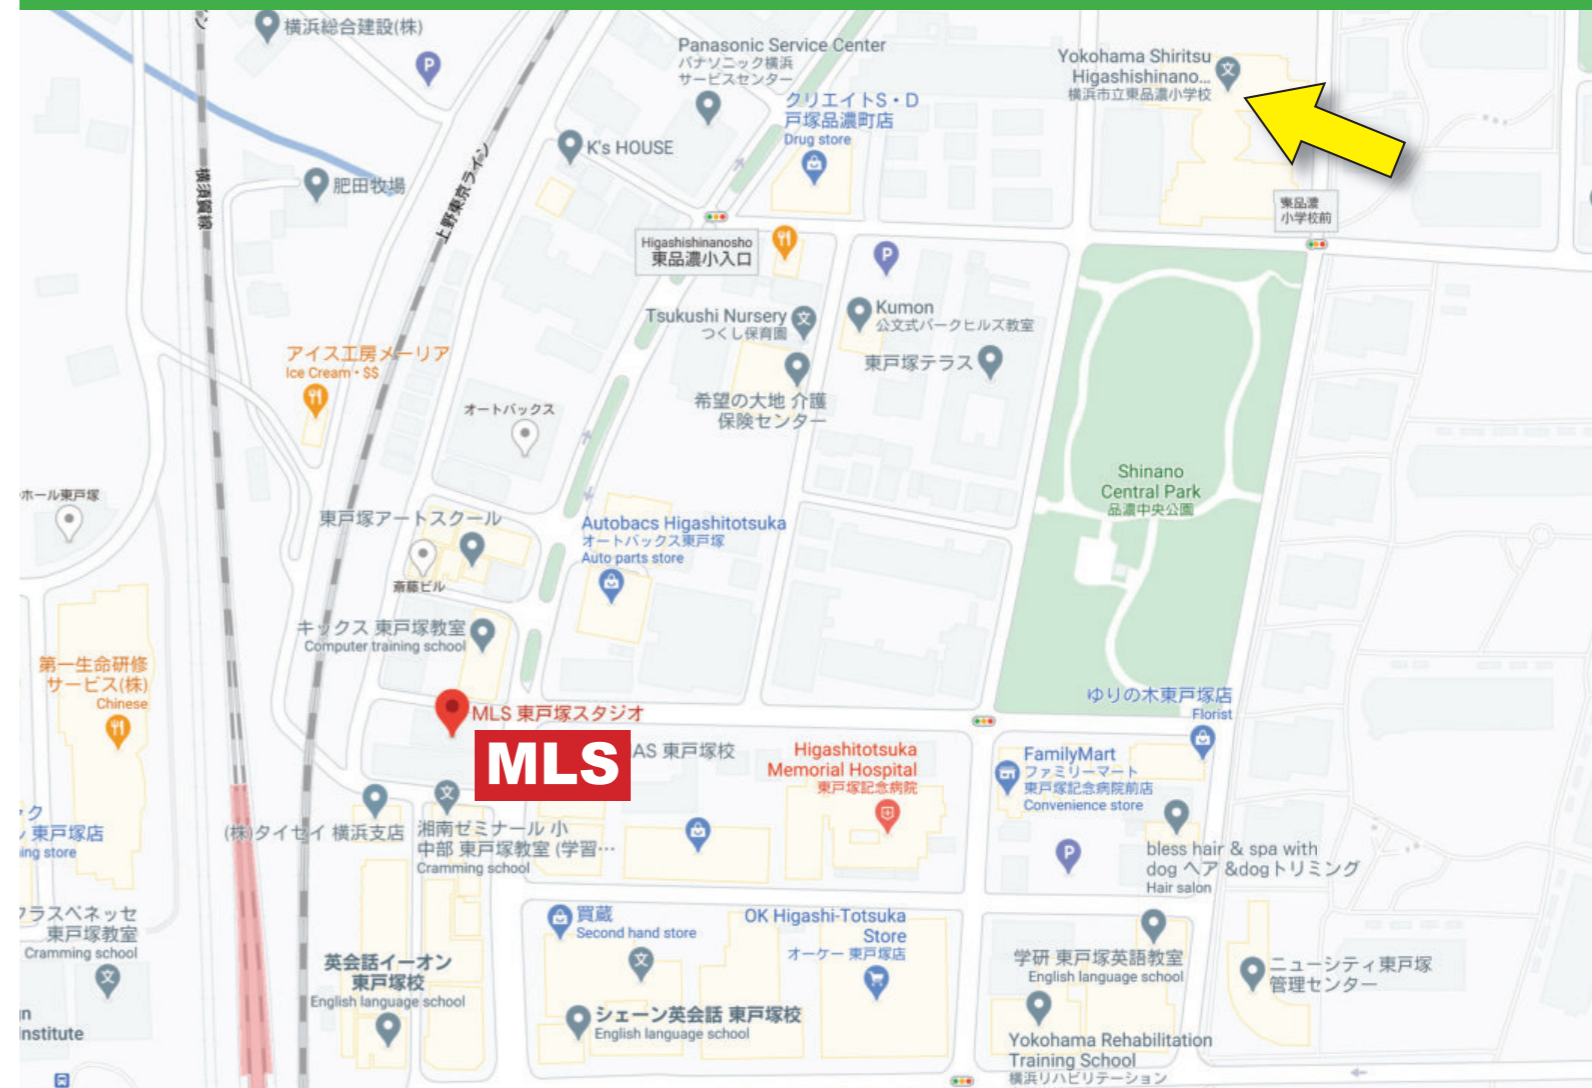 横浜総合建設(株)
Panasonic Service Center
パナソニック横浜
サービスセンター
Yokohama Shiritsu
Higashishinano...
横浜市立東品濃小学校
クリエイトS・D
戸塚品濃町店
Drug store
K's HOUSE
肥田牧場
横須賀線
上野東京ライン
東品濃
小学校前
Higashishinanosho
東品濃小入口
Tsukushi Nursery
つくし保育園
Kumon
公文式パークヒルズ教室
東戸塚テラス
アイス工房メーリア
Ice Cream・$$
希望の大地 介護
保険センター
オートバックス
Shinano
Central Park
品濃中央公園
ホール東戸塚
東戸塚アートスクール
Autobacs Higashitotsuka
オートバックス東戸塚
Auto parts store
斎藤ビル
キックス 東戸塚教室
Computer training school
第一生命研修
サービス(株)
Chinese
ゆりの木東戸塚店
Florist
MLS 東戸塚スタジオ
MLS
AS 東戸塚校
Higashitotsuka
Memorial Hospital
東戸塚記念病院
FamilyMart
ファミリーマート
東戸塚記念病院前店
Convenience store
ク
ン 東戸塚店
ing store
(株)タイセイ 横浜支店
湘南ゼミナール 小
中部 東戸塚教室 (学習…
Cramming school
bless hair & spa with
dog ヘア &dogトリミング
Hair salon
クラスベネッセ
東戸塚教室
Cramming school
買蔵
Second hand store
OK Higashi-Totsuka
Store
オーケー 東戸塚店
英会話イーオン
東戸塚校
English language school
学研 東戸塚英語教室
English language school
ニューシティ東戸塚
管理センター
シェーン英会話 東戸塚校
English language school
n
nstitute
Yokohama Rehabilitation
Training School
横浜リハビリテーション